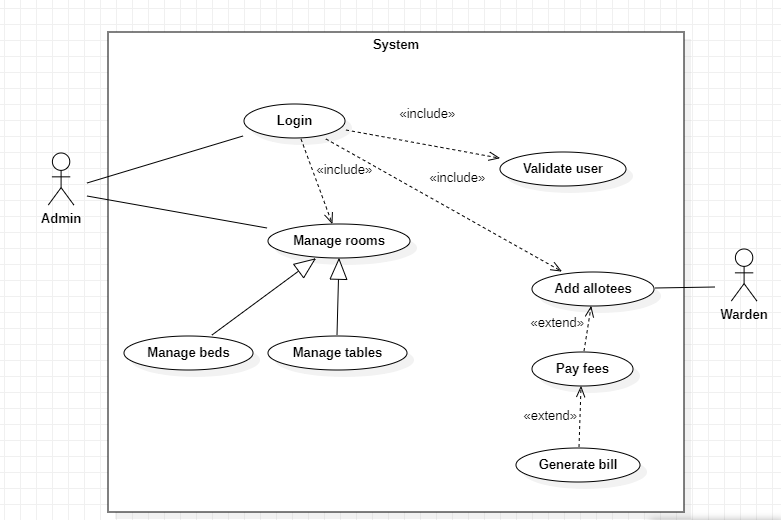 System
Login
«include»
Validate user
«include»
«include»
Admin
Manage rooms
Add allotees
Warden
«extend»
Manage beds
Manage tables
Pay fees
«extend»
Generate bill